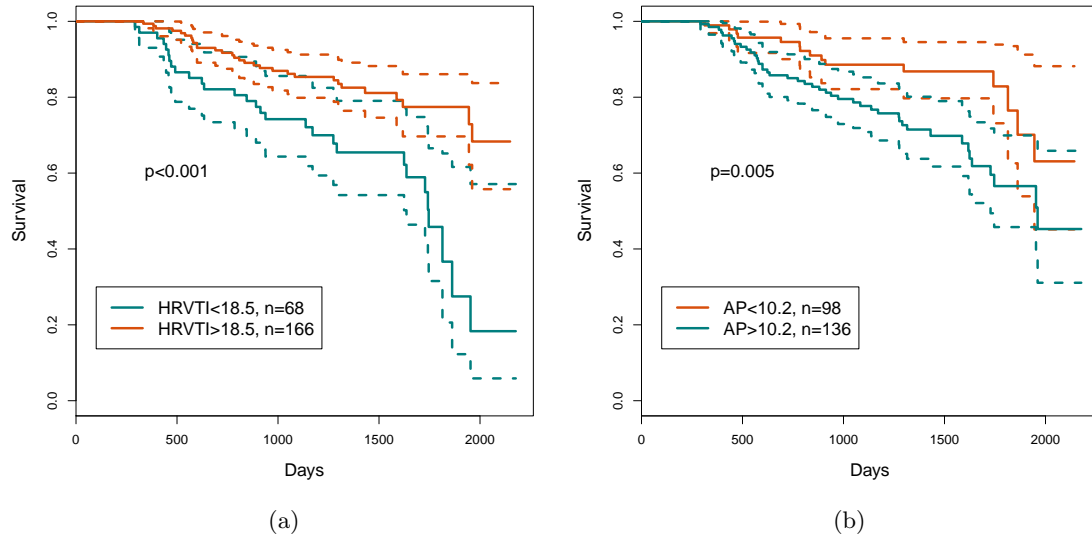 1.0
0.8
0.6
0.4
0.2
0.0
Survival
p<0.001
HRVTI<18.5, n=68
HRVTI>18.5, n=166
0 500 1000 1500 2000
Days
(a)
1.0
0.8
0.6
0.4
0.2
0.0
Survival
p=0.005
AP<10.2, n=98
AP>10.2, n=136
0 500 1000 1500 2000
Days
(b)